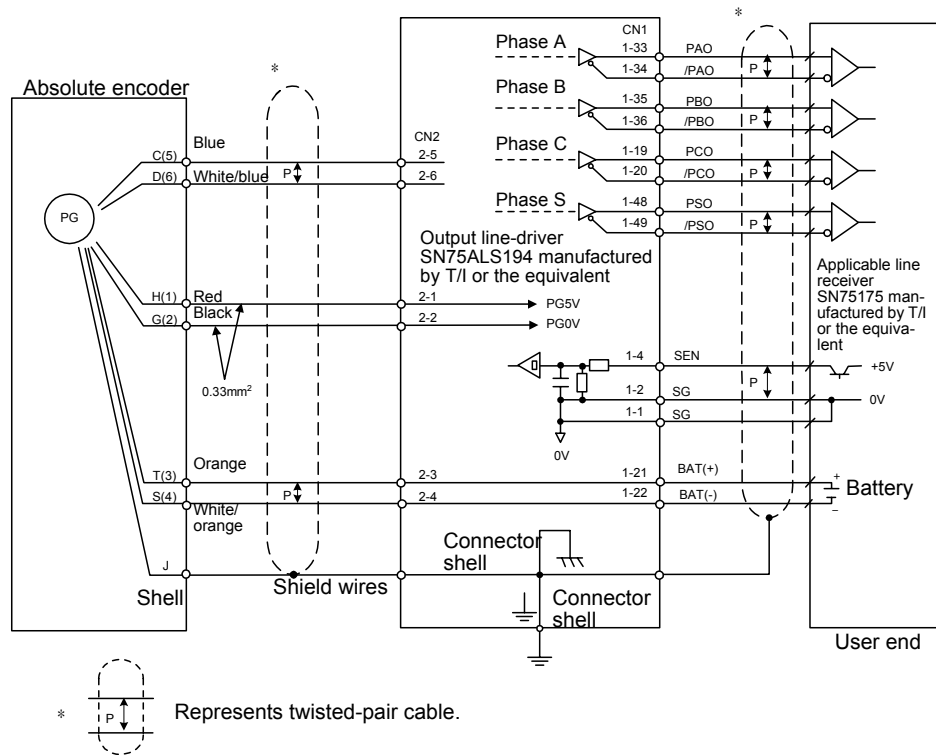 *
*
Absolute encoder
PG
C(5)
Blue
D(6)
White/blue
P
H(1)
Red
G(2)
Black
0.33mm²
T(3)
Orange
S(4)
White/
orange
P
J
Shell
Shield wires
CN2
2-5
2-6
2-1
PG5V
2-2
PG0V
2-3
2-4
CN1
Phase A
1-33
PAO
1-34
/PAO
P
Phase B
1-35
PBO
1-36
/PBO
P
Phase C
1-19
PCO
1-20
/PCO
P
Phase S
1-48
PSO
1-49
/PSO
P
Output line-driver
SN75ALS194 manufactured
by T/I or the equivalent
Applicable line
receiver
SN75175 man-
ufactured by T/I
or the equiva-
lent
1-4
SEN
+5V
P
1-2
SG
0V
1-1
SG
0V
1-21
BAT(+)
1-22
BAT(-)
+
Battery
−
Connector
shell
Connector
shell
User end
*
P
Represents twisted-pair cable.